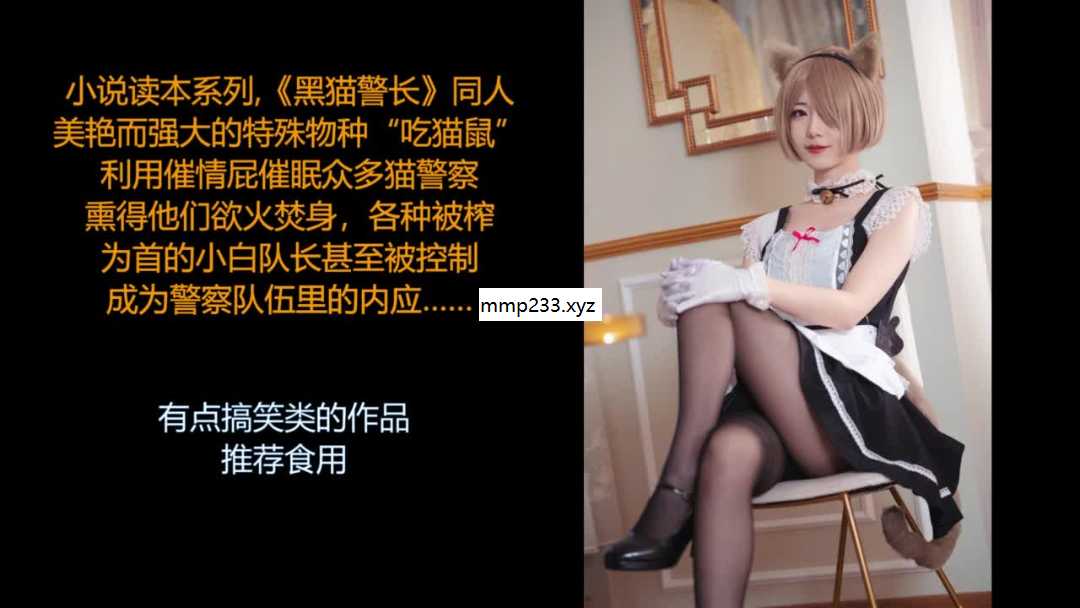 小说读本系列,《黑猫警长》同人
美艳而强大的特殊物种“吃猫鼠”
利用催情屁催眠众多猫警察
熏得他们欲火焚身，各种被榨
为首的小白队长甚至被控制
成为警察队伍里的内应……
mmp233.xyz
有点搞笑类的作品
推荐食用